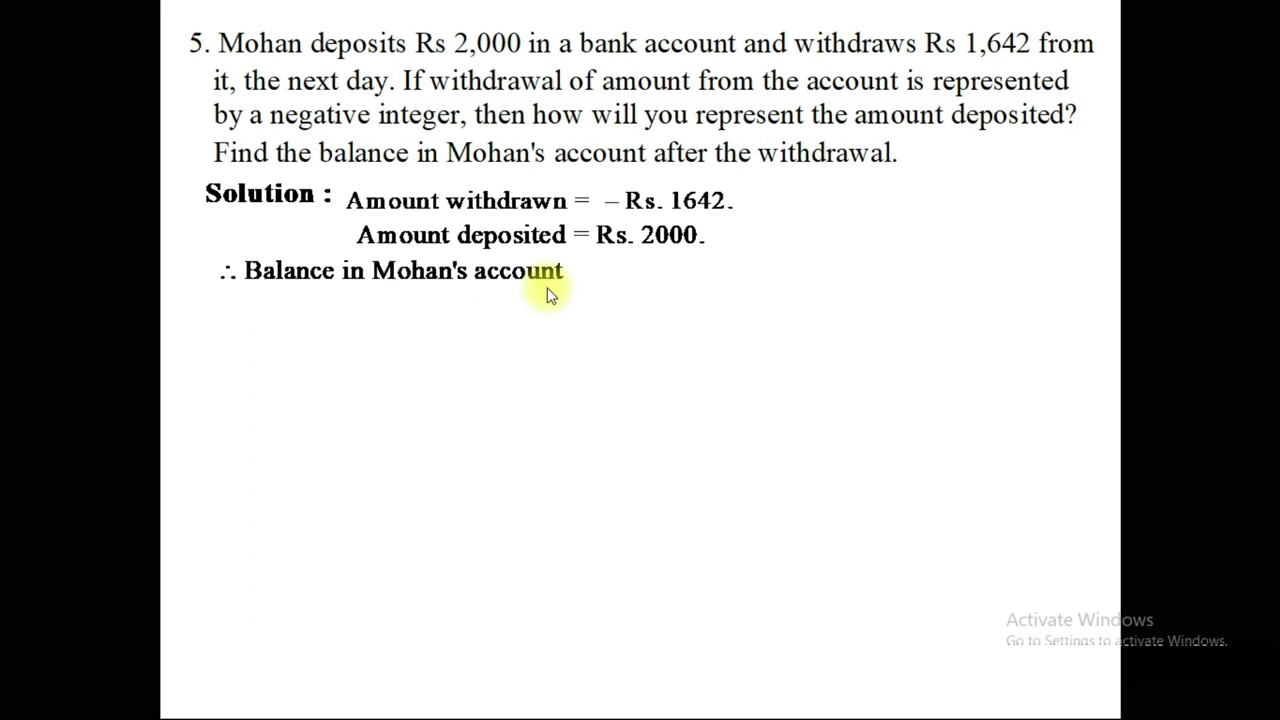 5. Mohan deposits Rs 2,000 in a bank account and withdraws Rs 1,642 from
it, the next day. If withdrawal of amount from the account is represented
by a negative integer, then how will you represent the amount deposited?
Find the balance in Mohan's account after the withdrawal.
Solution : Amount withdrawn = – Rs. 1642.
Amount deposited = Rs. 2000.
∴ Balance in Mohan's account
Activate Windows
Go to Settings to activate Windows.